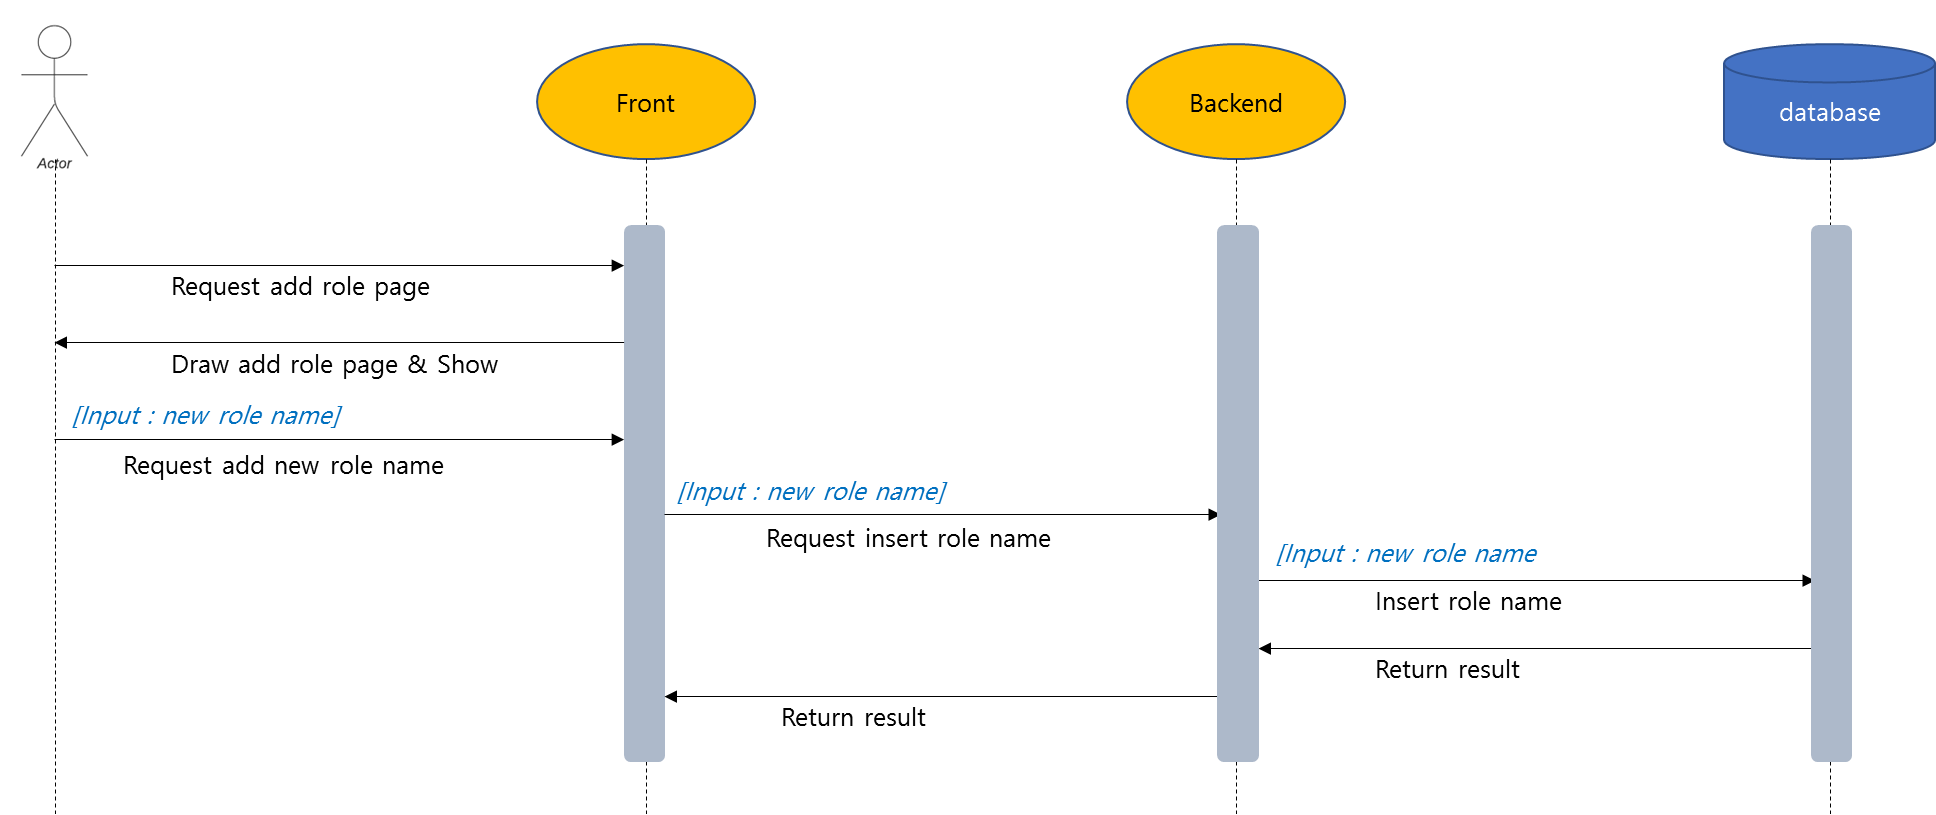 Actor
Front
Backend
database
Request add role page
Draw add role page & Show
[Input : new role name]
Request add new role name
[Input : new role name]
Request insert role name
[Input : new role name
Insert role name
Return result
Return result